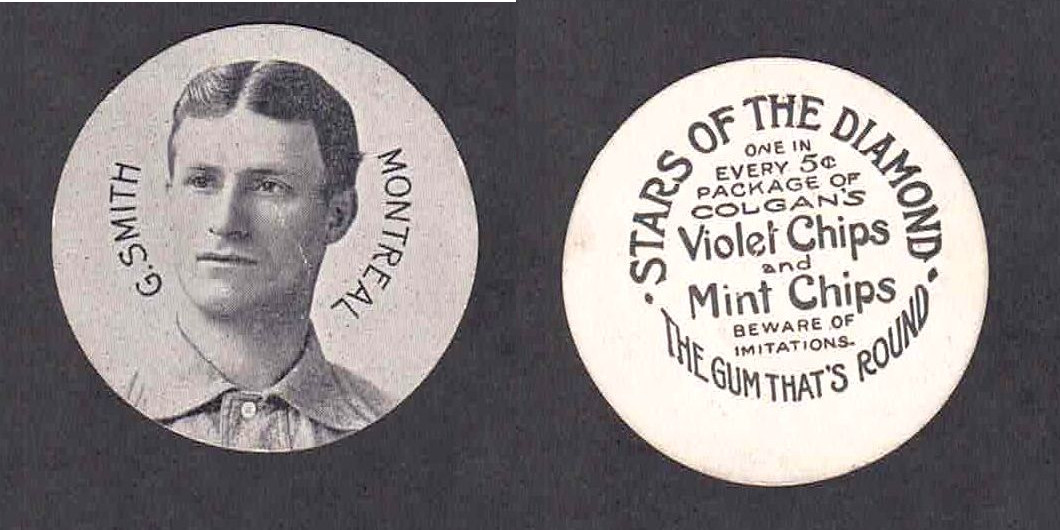 G.SMITH
MONTREAL
• STARS OF THE DIAMOND •
ONE IN
EVERY 5¢
PACKAGE OF
COLGAN'S
Violet Chips
and
Mint Chips
BEWARE OF
IMITATIONS.
THE GUM THAT'S ROUND